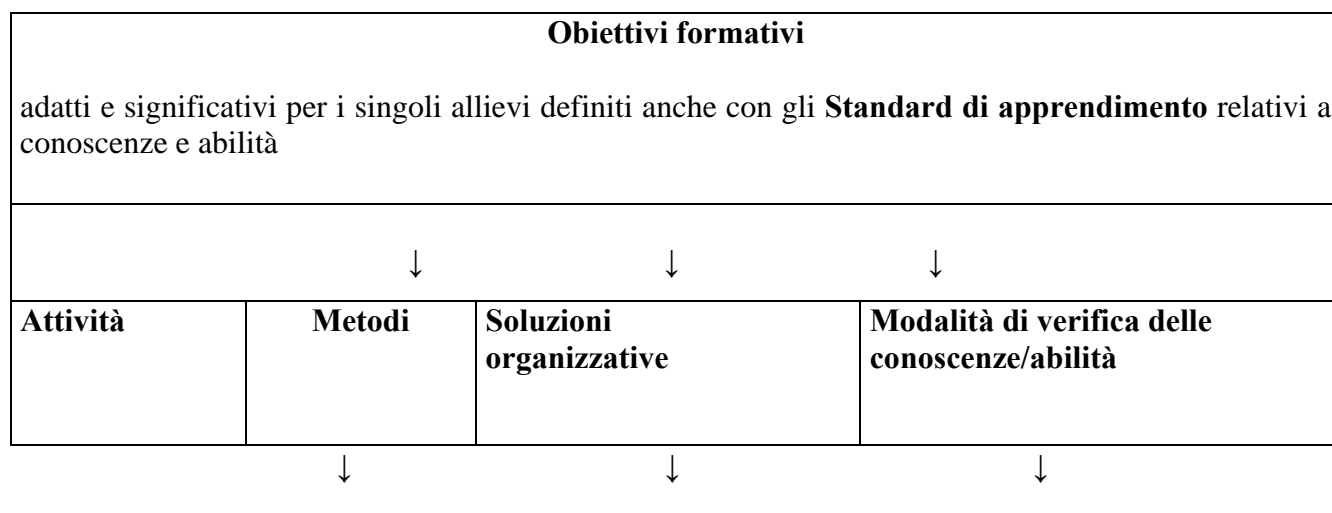 Obiettivi formativi
adatti e significativi per i singoli allievi definiti anche con gli Standard di apprendimento relativi a
conoscenze e abilità
↓ ↓ ↓
Attività Metodi Soluzioni organizzative Modalità di verifica delle conoscenze/abilità
↓ ↓ ↓